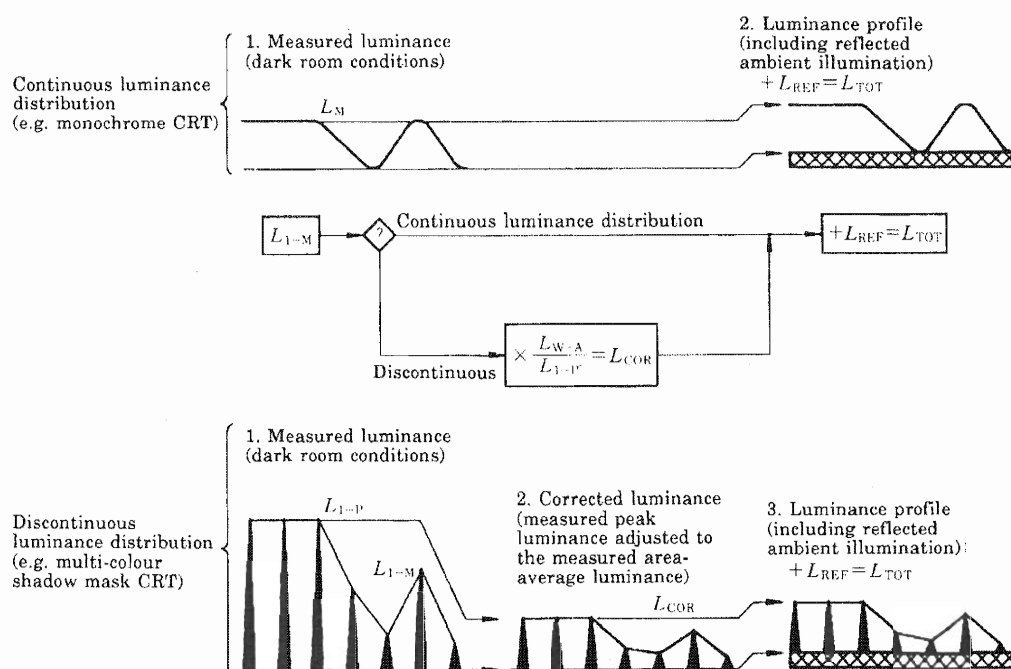 Continuous luminance
distribution
(e.g. monochrome CRT)
1. Measured luminance
(dark room conditions)
L_M
2. Luminance profile
(including reflected
ambient illumination)
+ L_REF = L_TOT
L_1-M
?
Continuous luminance distribution
+ L_REF = L_TOT
Discontinuous
× L_W-A / L_1-P = L_COR
Discontinuous
luminance distribution
(e.g. multi-colour
shadow mask CRT)
1. Measured luminance
(dark room conditions)
L_1-P
L_1-M
2. Corrected luminance
(measured peak
luminance adjusted to
the measured area-
average luminance)
L_COR
3. Luminance profile
(including reflected
ambient illumination):
+ L_REF = L_TOT